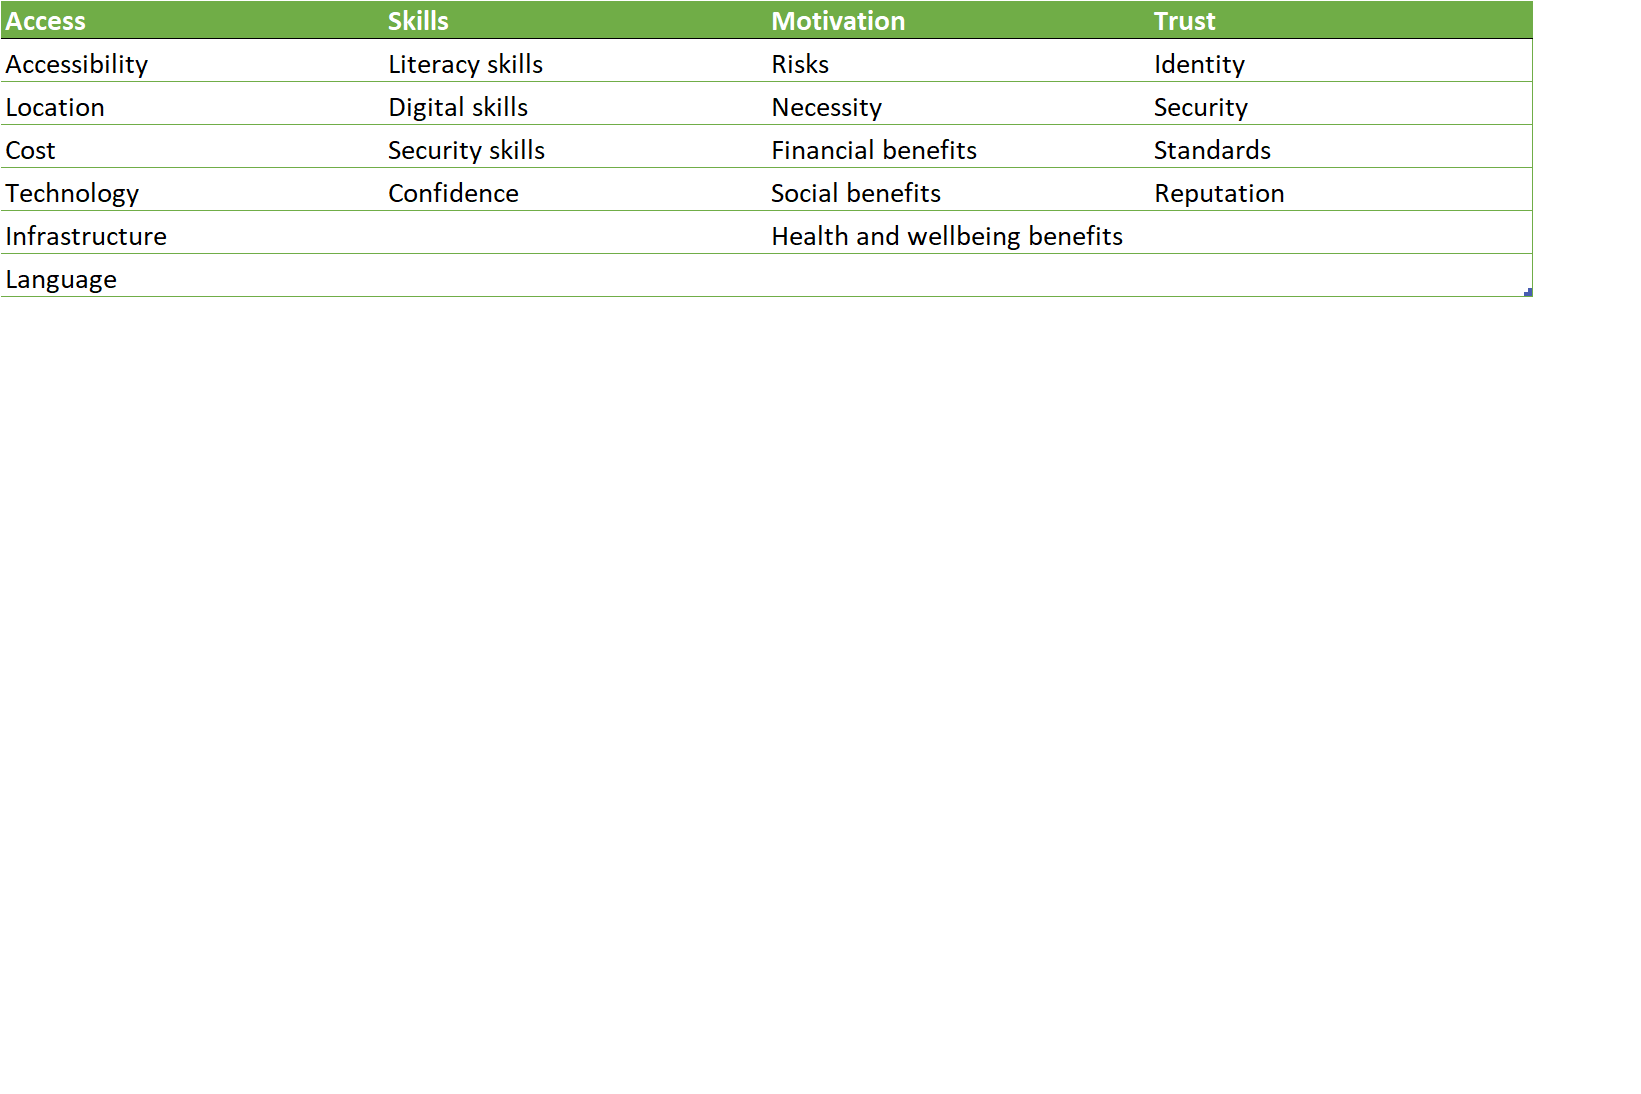 Access Skills Motivation Trust
Accessibility Literacy skills Risks Identity
Location Digital skills Necessity Security
Cost Security skills Financial benefits Standards
Technology Confidence Social benefits Reputation
Infrastructure Health and wellbeing benefits
Language